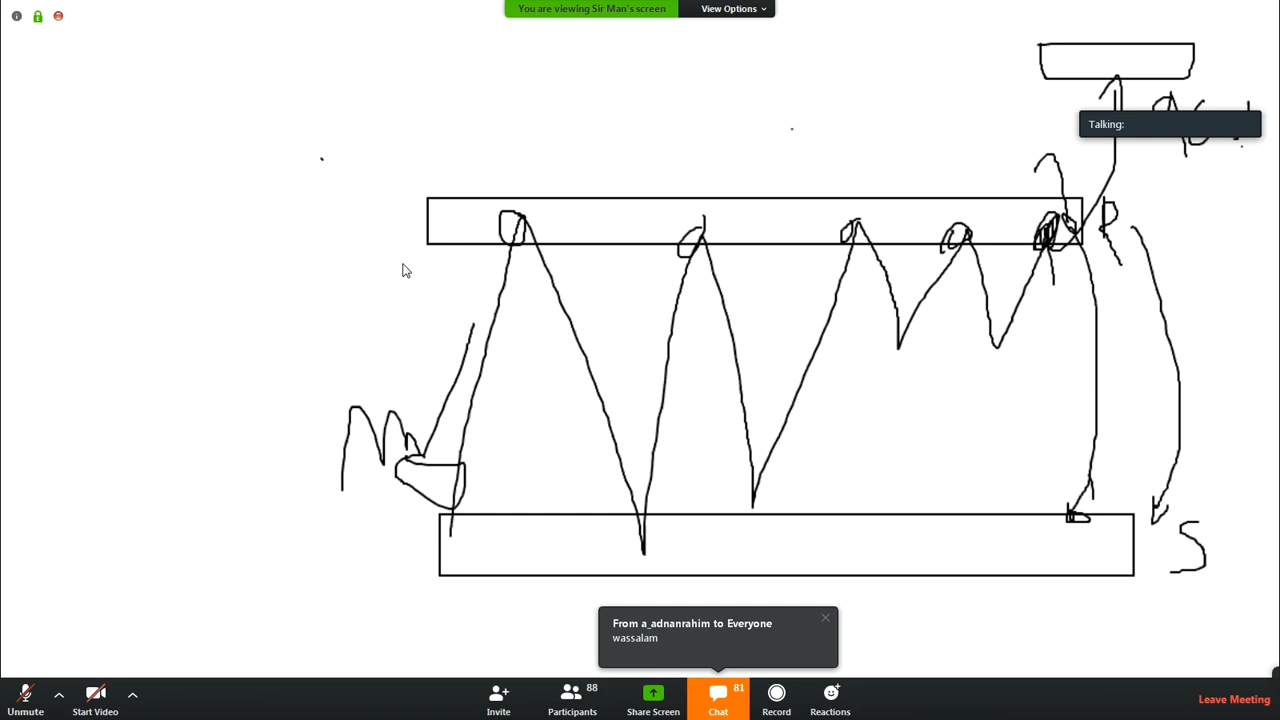 You are viewing Sir Man's screen
View Options
Talking:
R
S
From a_adnanrahim to Everyone
wassalam
Unmute
Start Video
Invite
88
Participants
Share Screen
81
Chat
Record
Reactions
Leave Meeting